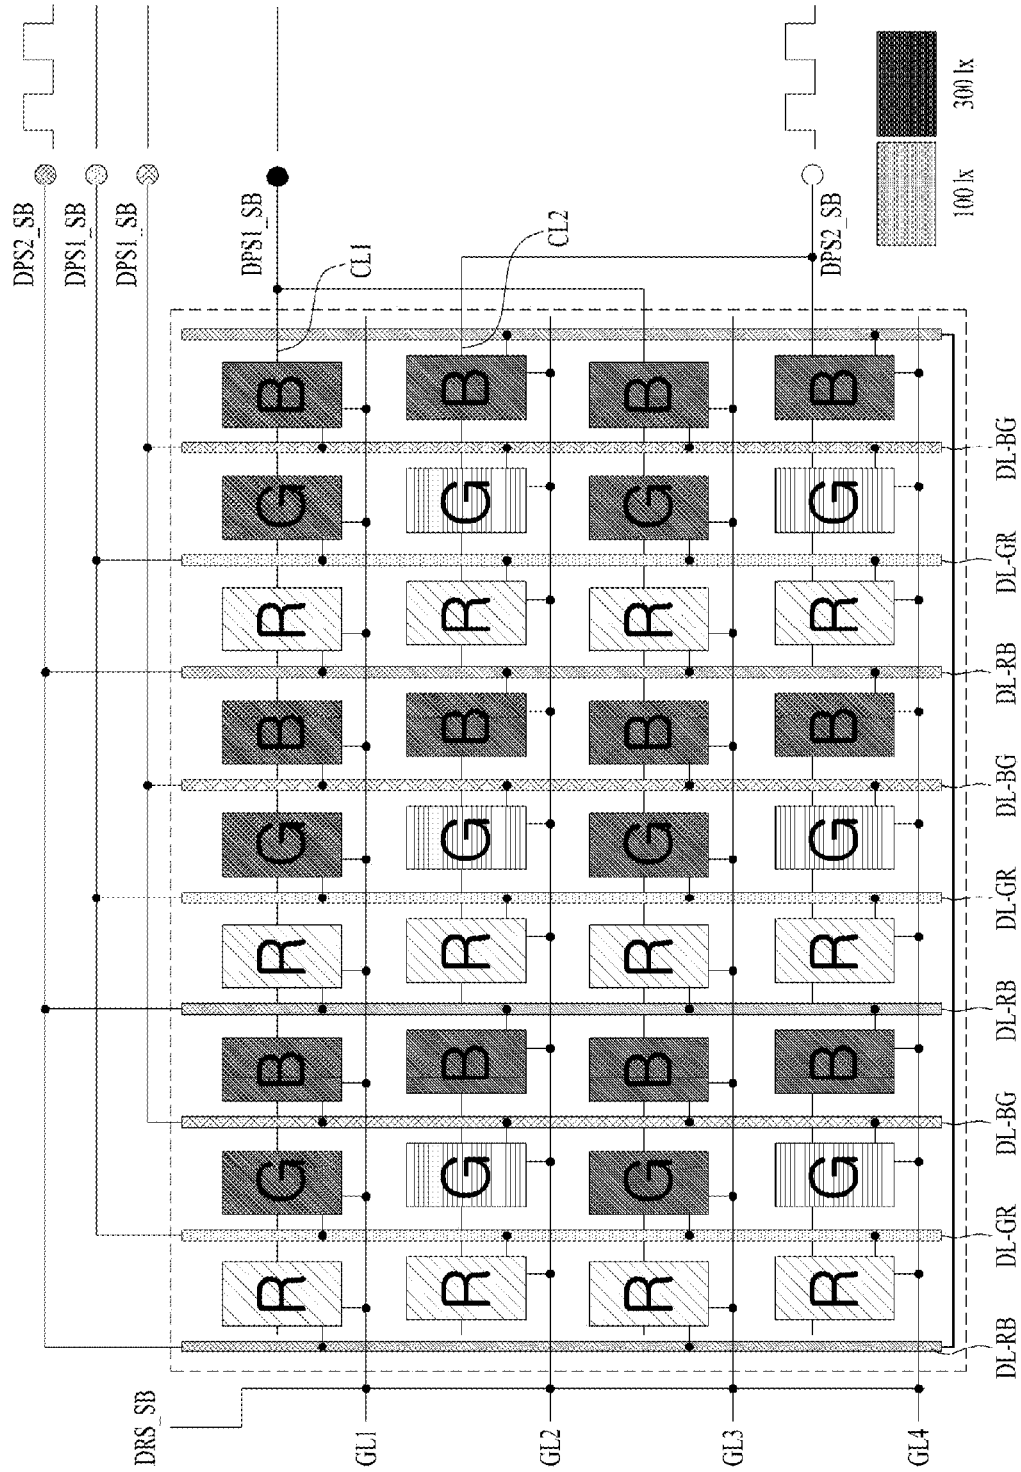 DPS2_SB
DPS1_SB
DPS1_SB
DRS_SB
DPS1_SB
R G B R G B R G B
GL1
CL1
R G B R G B R G B
GL2
CL2
R G B R G B R G B
GL3
R G B R G B R G B
DPS2_SB
GL4
100 lx 300 lx
DL-RB DL-GR DL-BG DL-RB DL-GR DL-BG DL-RB DL-GR DL-BG